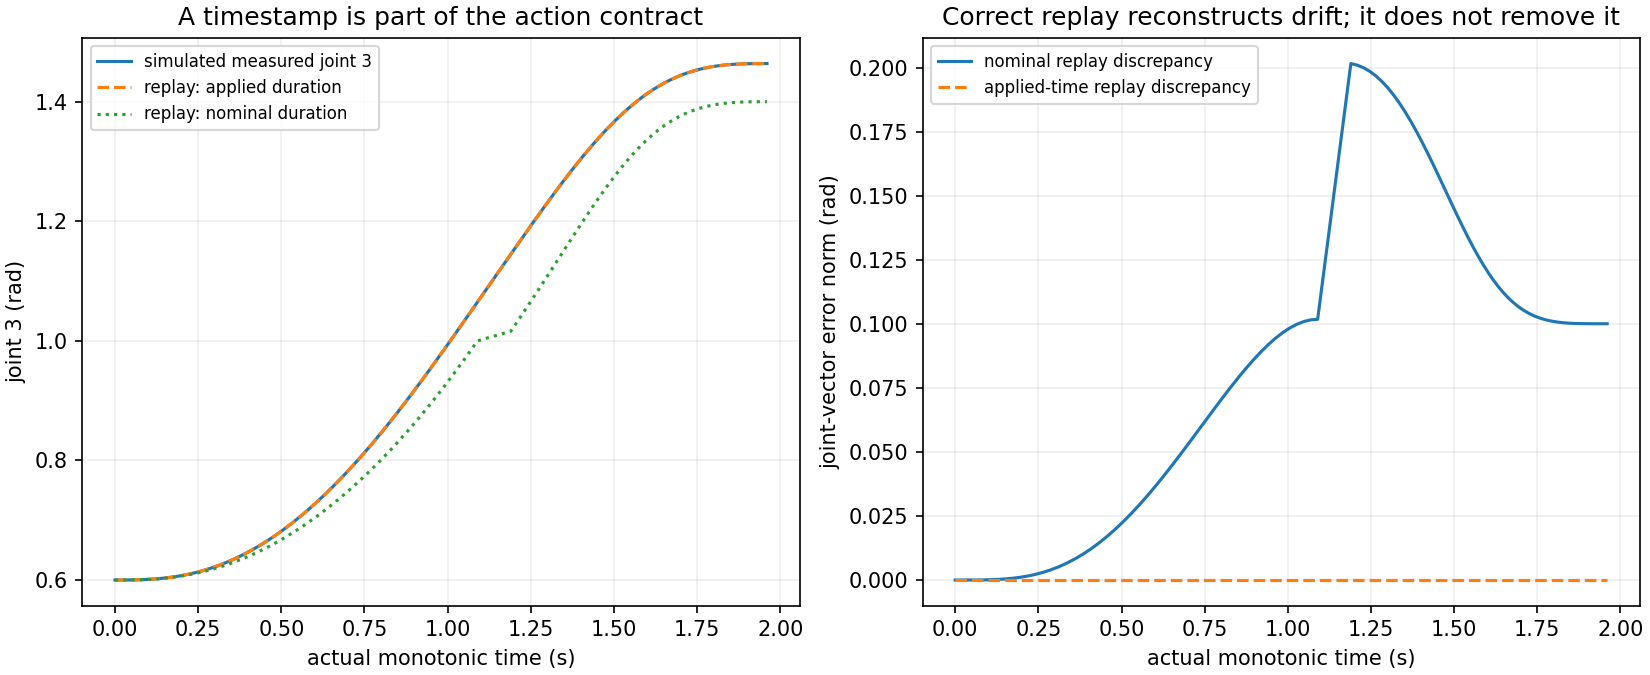 A timestamp is part of the action contract
simulated measured joint 3
replay: applied duration
replay: nominal duration
joint 3 (rad)
1.4
1.2
1.0
0.8
0.6
0.00 0.25 0.50 0.75 1.00 1.25 1.50 1.75 2.00
actual monotonic time (s)
Correct replay reconstructs drift; it does not remove it
nominal replay discrepancy
applied-time replay discrepancy
joint-vector error norm (rad)
0.200
0.175
0.150
0.125
0.100
0.075
0.050
0.025
0.000
0.00 0.25 0.50 0.75 1.00 1.25 1.50 1.75 2.00
actual monotonic time (s)